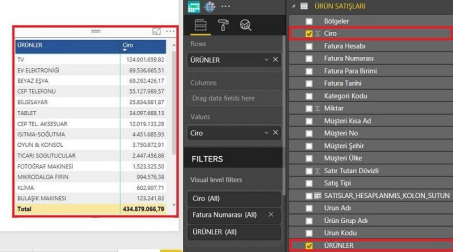 ÜRÜNLER Ciro
TV 124.001.659,82
EV ELEKTRONİĞİ 89.536.665,51
BEYAZ EŞYA 69.292.426,17
CEP TELEFONU 55.127.989,57
BİLGİSAYAR 35.834.881,87
TABLET 34.097.688,13
CEP TEL. AKSESUAR 12.019.133,28
ISITMA-SOĞUTMA 4.451.685,93
OYUN & KONSOL 3.750.672,91
TİCARİ SOĞUTUCULAR 2.447.456,66
FOTOĞRAF MAKİNESİ 1.523.325,50
MİKRODALGA FIRIN 994.576,38
KLİMA 602.907,71
BULAŞIK MAKİNESİ 123.241,83
Total 434.879.066,79
Rows
ÜRÜNLER
Columns
Drag data fields here
Values
Ciro
FILTERS
Visual level filters
Ciro (All)
Fatura Numarası (All)
ÜRÜNLER (All)
ÜRÜN SATIŞLARI
Bölgeler
Ciro
Fatura Hesabı
Fatura Numarası
Fatura Para Birimi
Fatura Tarihi
Kategori Kodu
Miktar
Müşteri Kısa Ad
Müşteri No
Müşteri Şehir
Müşteri Ülke
Satır Tutarı Dövizli
Satış Tipi
SATISLAR_HESAPLANMIS_KOLON_SUTUN
Urun Adı
Ürün Grup Adı
Urun Kodu
ÜRÜNLER